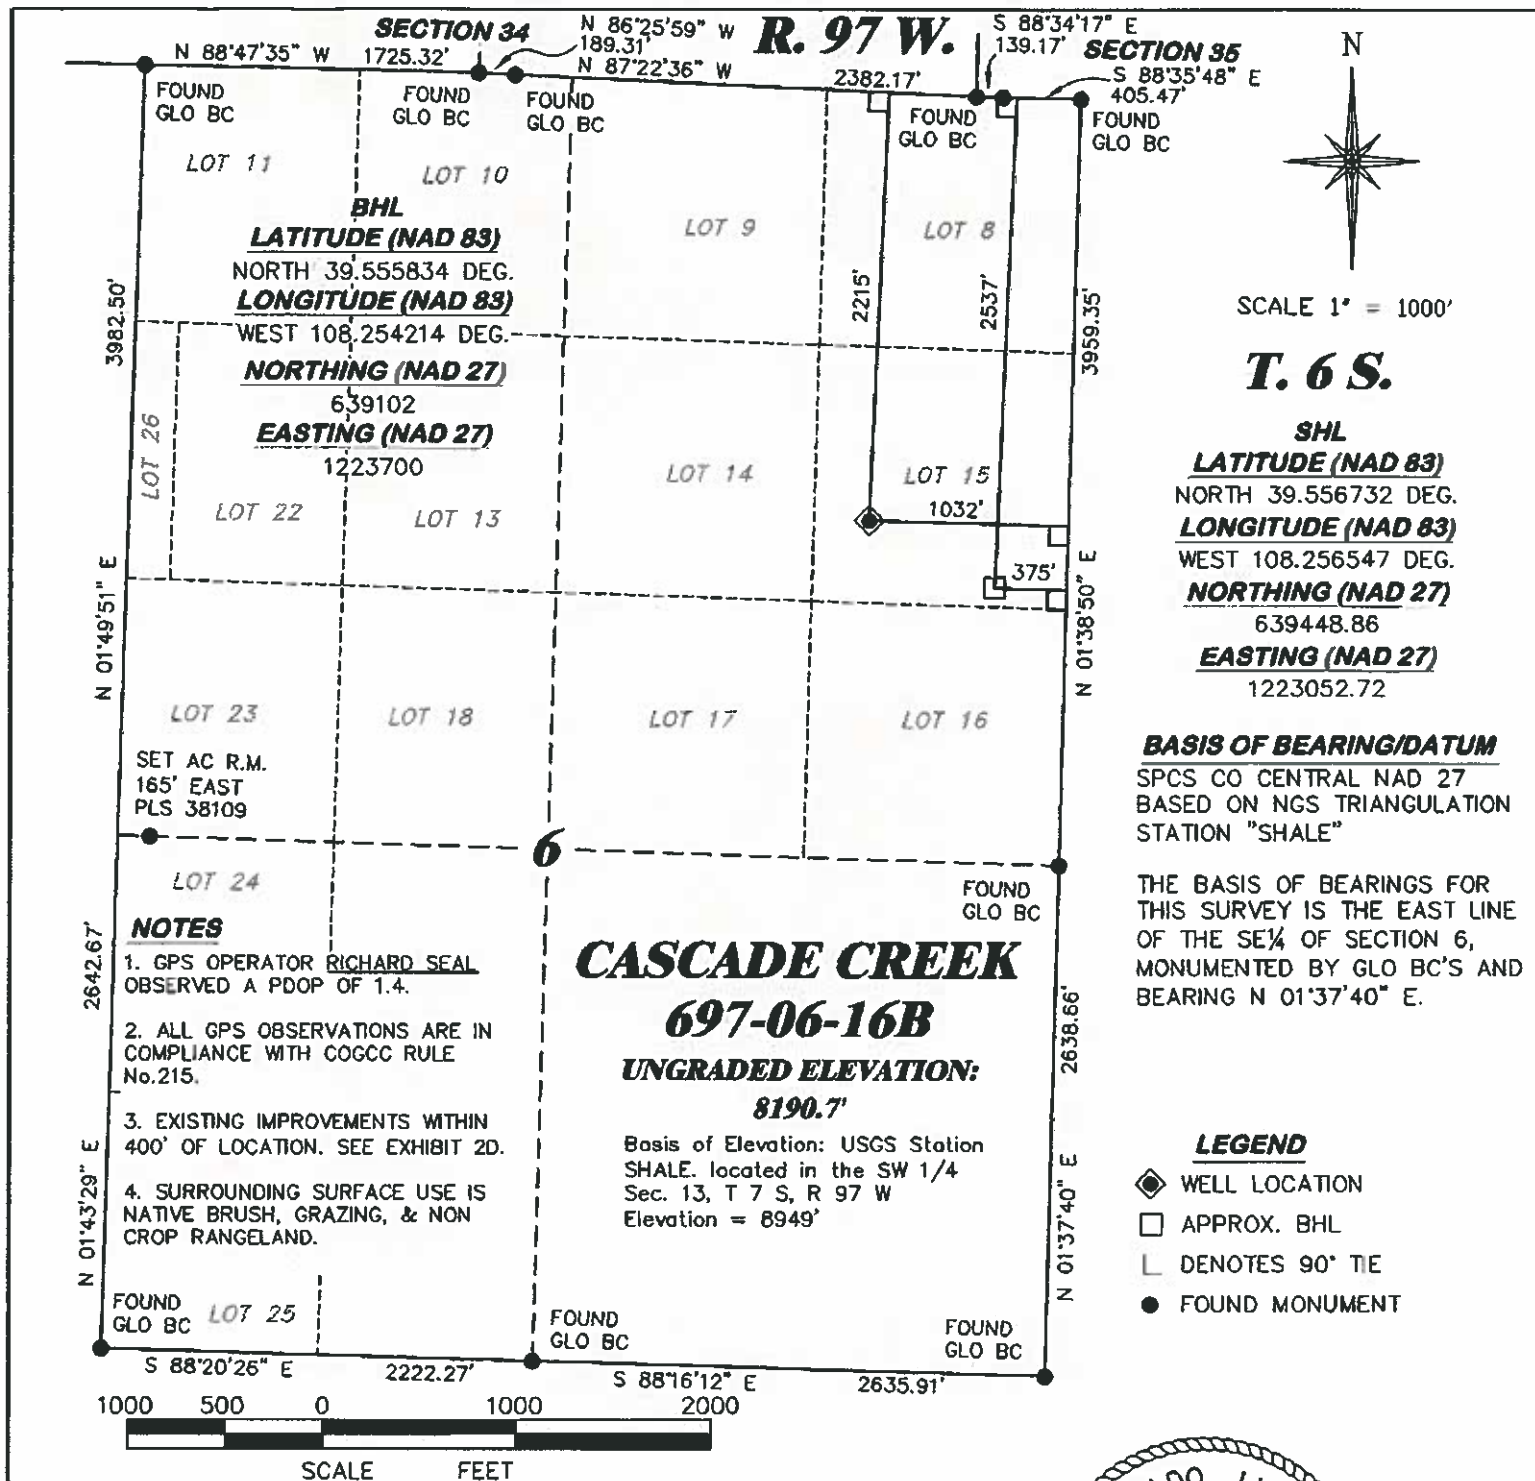 SECTION 34
N 86°25'59" W
189.31'
R. 97 W.
S 88°34'17" E
139.17'
SECTION 35
N 88°47'35" W 1725.32'
N 87°22'36" W
2382.17'
S 88°35'48" E
405.47'
N
FOUND
GLO BC
FOUND
GLO BC
FOUND
GLO BC
FOUND
GLO BC
FOUND
GLO BC
LOT 11
LOT 10
LOT 9
LOT 8
BHL
LATITUDE (NAD 83)
NORTH 39.555834 DEG.
LONGITUDE (NAD 83)
WEST 108.254214 DEG.
NORTHING (NAD 27)
639102
EASTING (NAD 27)
1223700
3982.50'
2215'
2537'
3959.35'
SCALE 1" = 1000'
T. 6 S.
SHL
LATITUDE (NAD 83)
NORTH 39.556732 DEG.
LONGITUDE (NAD 83)
WEST 108.256547 DEG.
NORTHING (NAD 27)
639448.86
EASTING (NAD 27)
1223052.72
LOT 26
LOT 22
LOT 13
LOT 14
LOT 15
1032'
375'
N 01°49'51" E
N 01°38'50" E
LOT 23
LOT 18
LOT 17
LOT 16
SET AC R.M.
165' EAST
PLS 38109
6
BASIS OF BEARING/DATUM
SPCS CO CENTRAL NAD 27
BASED ON NGS TRIANGULATION
STATION "SHALE"
THE BASIS OF BEARINGS FOR
THIS SURVEY IS THE EAST LINE
OF THE SE¼ OF SECTION 6,
MONUMENTED BY GLO BC'S AND
BEARING N 01°37'40" E.
LOT 24
FOUND
GLO BC
NOTES
1. GPS OPERATOR RICHARD SEAL
OBSERVED A PDOP OF 1.4.
2. ALL GPS OBSERVATIONS ARE IN
COMPLIANCE WITH COGCC RULE
No.215.
3. EXISTING IMPROVEMENTS WITHIN
400' OF LOCATION. SEE EXHIBIT 2D.
4. SURROUNDING SURFACE USE IS
NATIVE BRUSH, GRAZING, & NON
CROP RANGELAND.
2642.67'
N 01°43'29" E
CASCADE CREEK
697-06-16B
UNGRADED ELEVATION:
8190.7'
Basis of Elevation: USGS Station
SHALE. located in the SW 1/4
Sec. 13, T 7 S, R 97 W
Elevation = 8949'
2638.66'
N 01°37'40" E
LEGEND
WELL LOCATION
APPROX. BHL
DENOTES 90° TIE
FOUND MONUMENT
FOUND
GLO BC
LOT 25
FOUND
GLO BC
FOUND
GLO BC
S 88°20'26" E 2222.27'
S 88°16'12" E 2635.91'
1000 500 0 1000 2000
SCALE FEET